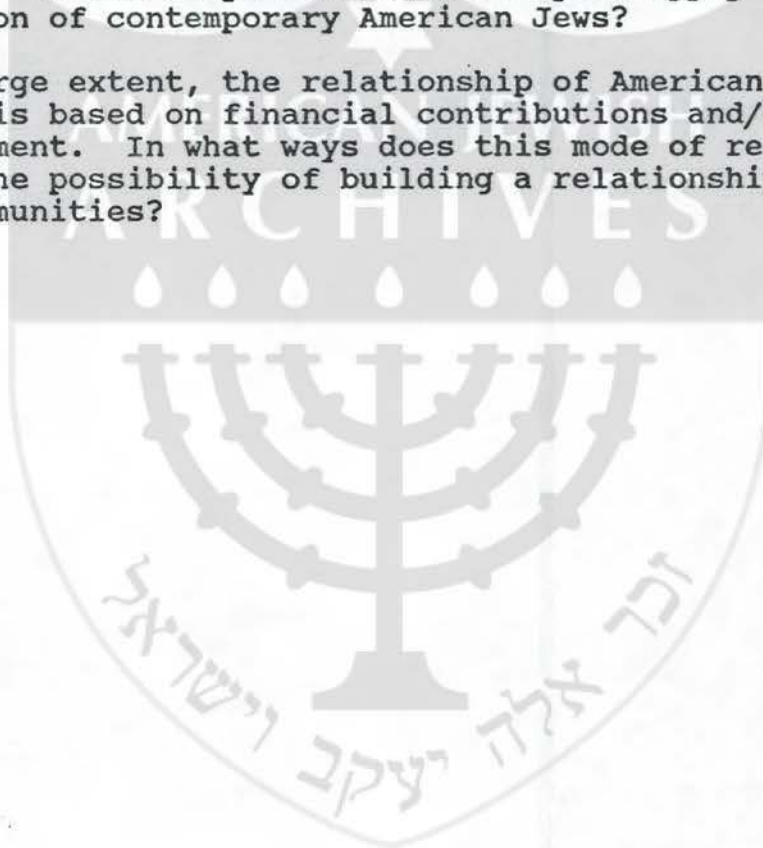 on of contemporary American Jews?
rge extent, the relationship of American
is based on financial contributions and/
ment. In what ways does this mode of re
ne possibility of building a relationshi
munities?
AMERICAN JEWISH
ARCHIVES
זכר אלה יעקב וישראל